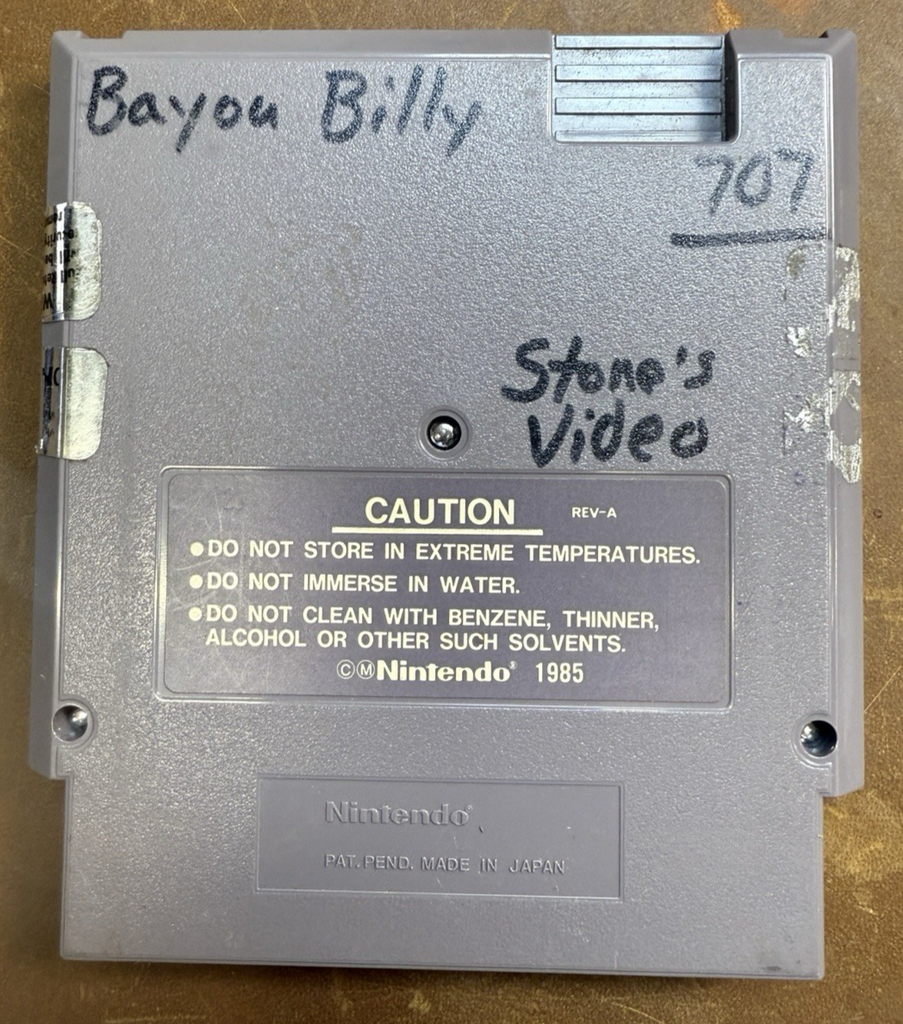 Bayou Billy
707
Stone's
Video
CAUTION REV-A
●DO NOT STORE IN EXTREME TEMPERATURES.
●DO NOT IMMERSE IN WATER.
●DO NOT CLEAN WITH BENZENE, THINNER,
ALCOHOL OR OTHER SUCH SOLVENTS.
©ⓂNintendo® 1985
Nintendo®
PAT. PEND. MADE IN JAPAN